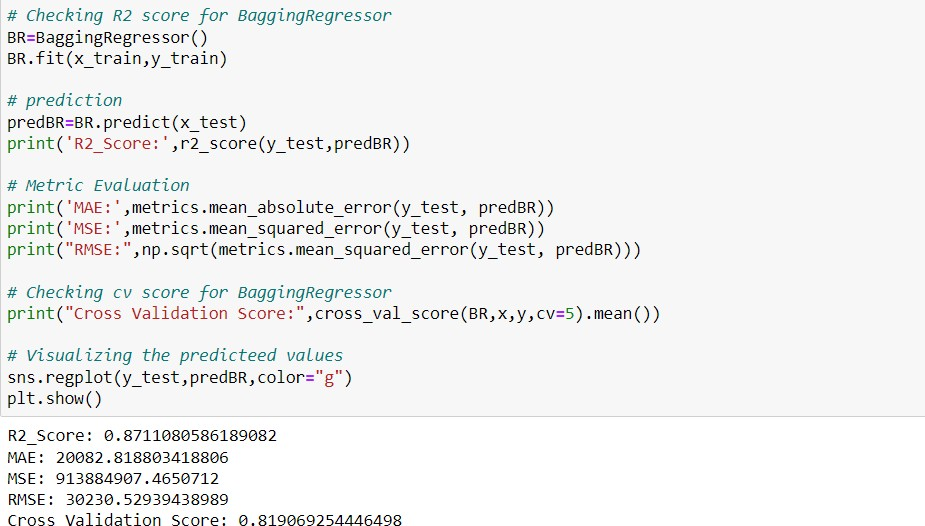 # Checking R2 score for BaggingRegressor
BR=BaggingRegressor()
BR.fit(x_train,y_train)
# prediction
predBR=BR.predict(x_test)
print('R2_Score:',r2_score(y_test,predBR))
# Metric Evaluation
print('MAE:',metrics.mean_absolute_error(y_test, predBR))
print('MSE:',metrics.mean_squared_error(y_test, predBR))
print("RMSE:",np.sqrt(metrics.mean_squared_error(y_test, predBR)))
# Checking cv score for BaggingRegressor
print("Cross Validation Score:",cross_val_score(BR,x,y,cv=5).mean())
# Visualizing the predicteed values
sns.regplot(y_test,predBR,color="g")
plt.show()
R2_Score: 0.8711080586189082
MAE: 20082.818803418806
MSE: 913884907.4650712
RMSE: 30230.52939438989
Cross Validation Score: 0.819069254446498